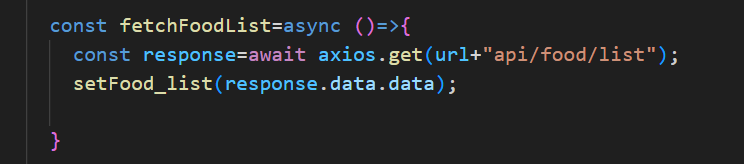 const fetchFoodList=async ()=>{
const response=await axios.get(url+"api/food/list");
setFood_list(response.data.data);
}